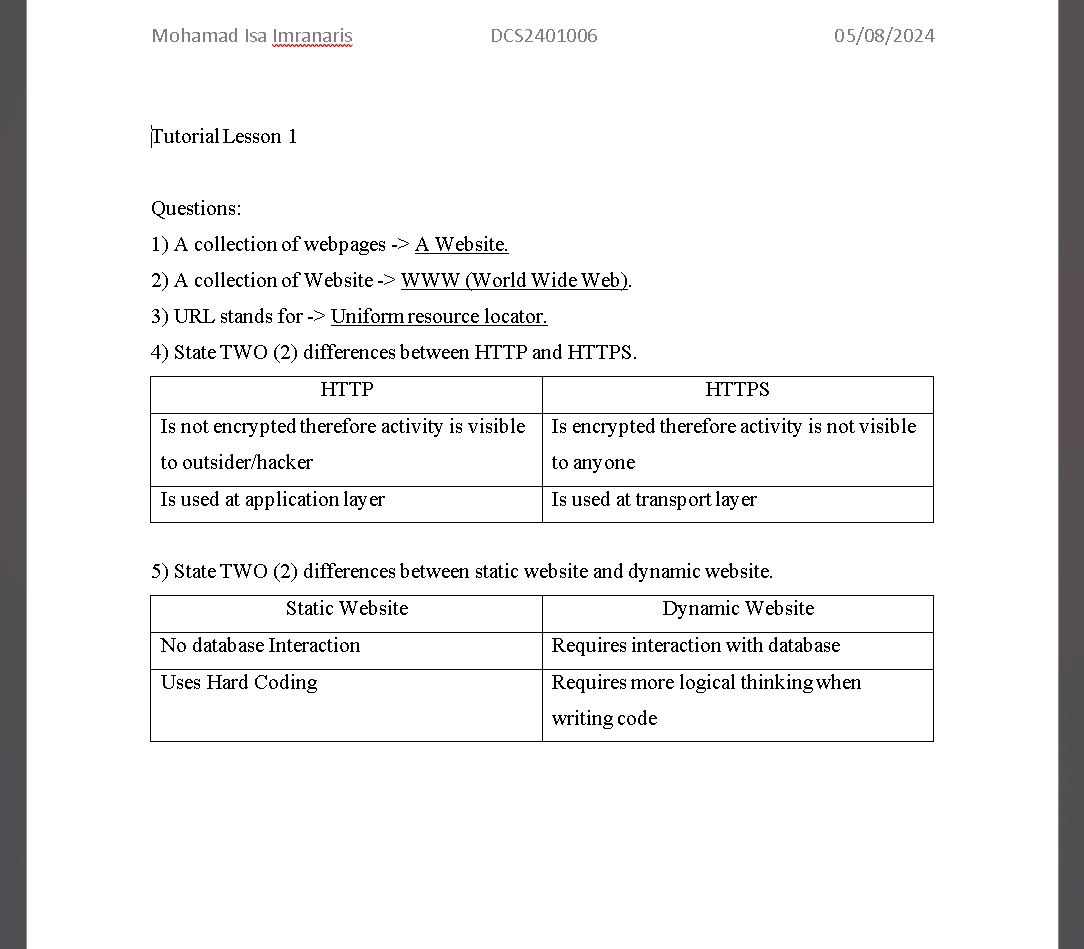 Mohamad Isa Imranaris DCS2401006 05/08/2024
Tutorial Lesson 1
Questions:
1) A collection of webpages -> A Website.
2) A collection of Website -> WWW (World Wide Web).
3) URL stands for -> Uniform resource locator.
4) State TWO (2) differences between HTTP and HTTPS.
HTTP HTTPS
Is not encrypted therefore activity is visible Is encrypted therefore activity is not visible
to outsider/hacker to anyone
Is used at application layer Is used at transport layer
5) State TWO (2) differences between static website and dynamic website.
Static Website Dynamic Website
No database Interaction Requires interaction with database
Uses Hard Coding Requires more logical thinking when
writing code